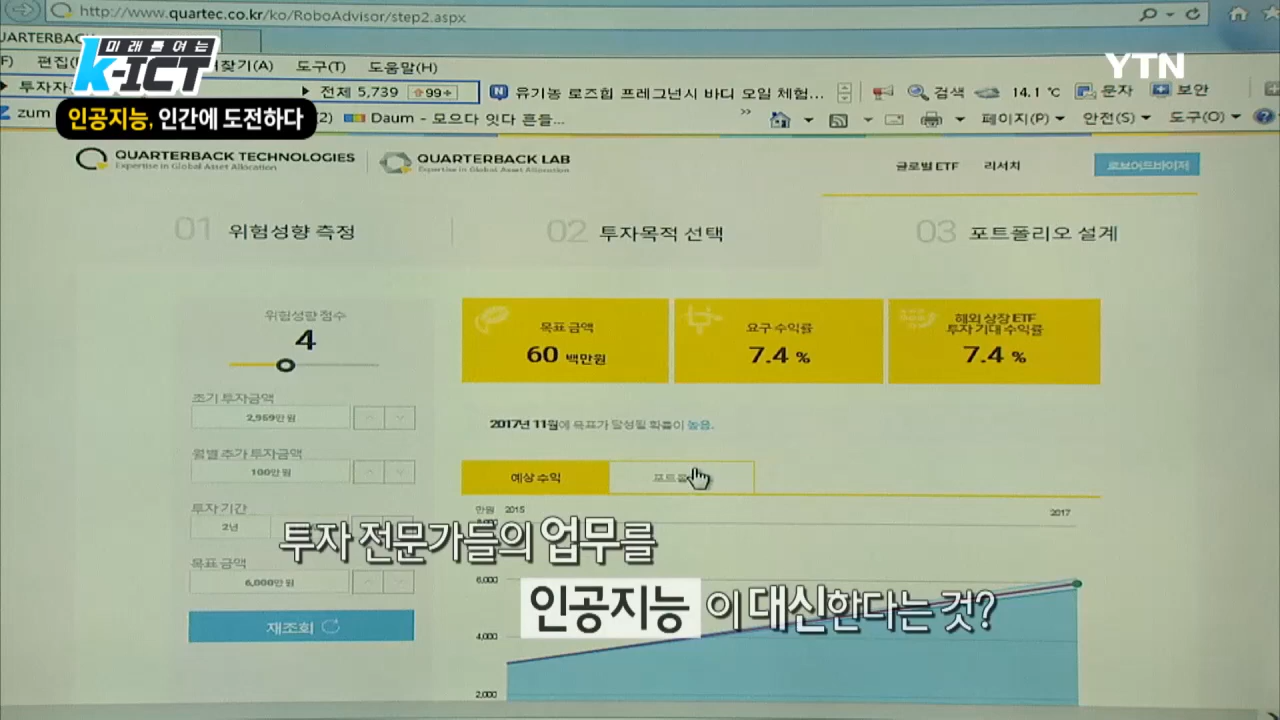 http://www.quartec.co.kr/ko/RoboAdvisor/step2.aspx
미래를 여는
K-ICT
YTN
도구(T) 도움말(H)
전체 5,739 99+
유기농 로즈힙 프레그넌시 바디 오일 체험...
검색 14.1 ℃ 문자 보안
인공지능, 인간에 도전하다
zum
Daum - 모으다 잇다 흔들...
페이지(P) 안전(S) 도구(O)
QUARTERBACK TECHNOLOGIES
Expertise in Global Asset Allocation
QUARTERBACK LAB
Expertise in Global Asset Allocation
글로벌 ETF 리서치 로보어드바이저
01 위험성향 측정
02 투자목적 선택
03 포트폴리오 설계
위험성향 점수
4
초기 투자금액
2,959만 원
월별 추가 투자금액
100만 원
투자 기간
2년
목표 금액
6,000만 원
재조회
목표 금액
60 백만원
요구 수익률
7.4 %
해외 상장 ETF
투자 기대 수익률
7.4 %
2017년 11월에 목표가 달성될 확률이 높음.
예상 수익
만원 2015 2017
6,000
4,000
2,000
투자 전문가들의 업무를
인공지능이 대신한다는 것?